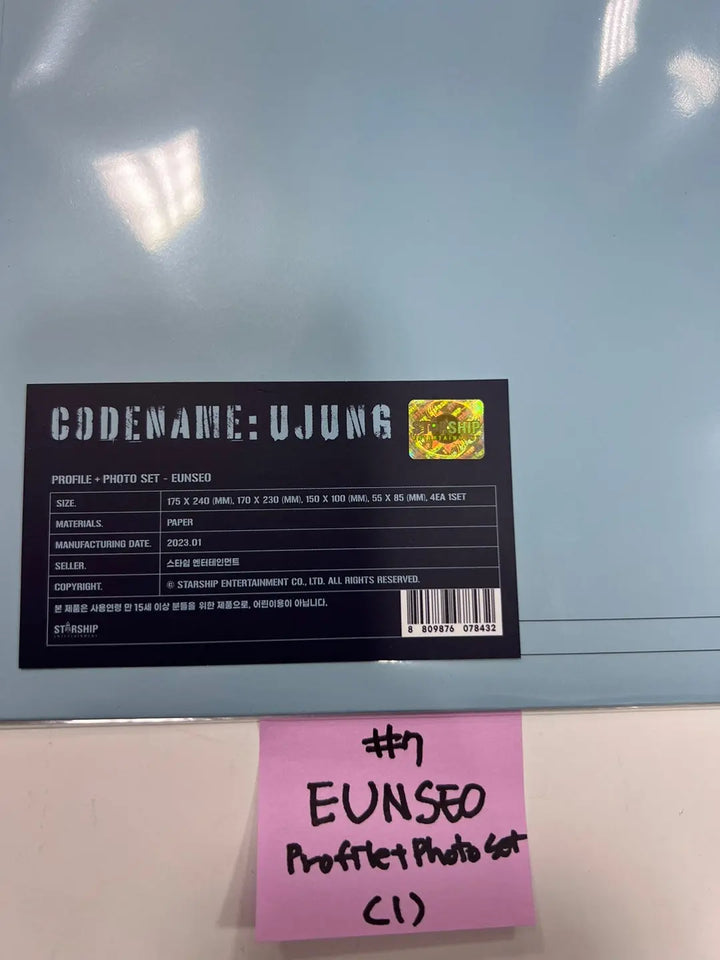 CODENAME: UJUNG
STARSHIP
ENTERTAINMENT
PROFILE + PHOTO SET - EUNSEO
SIZE. 175 X 240 (MM), 170 X 230 (MM), 150 X 100 (MM), 55 X 85 (MM), 4EA 1SET
MATERIALS. PAPER
MANUFACTURING DATE. 2023.01
SELLER. 스타쉽 엔터테인먼트
COPYRIGHT. © STARSHIP ENTERTAINMENT CO., LTD. ALL RIGHTS RESERVED.
본 제품은 사용연령 만 15세 이상 분들을 위한 제품으로, 어린이용이 아닙니다.
STARSHIP
ENTERTAINMENT
8 809876 078432
#7
EUNSEO
Profile+Photo Set
(1)